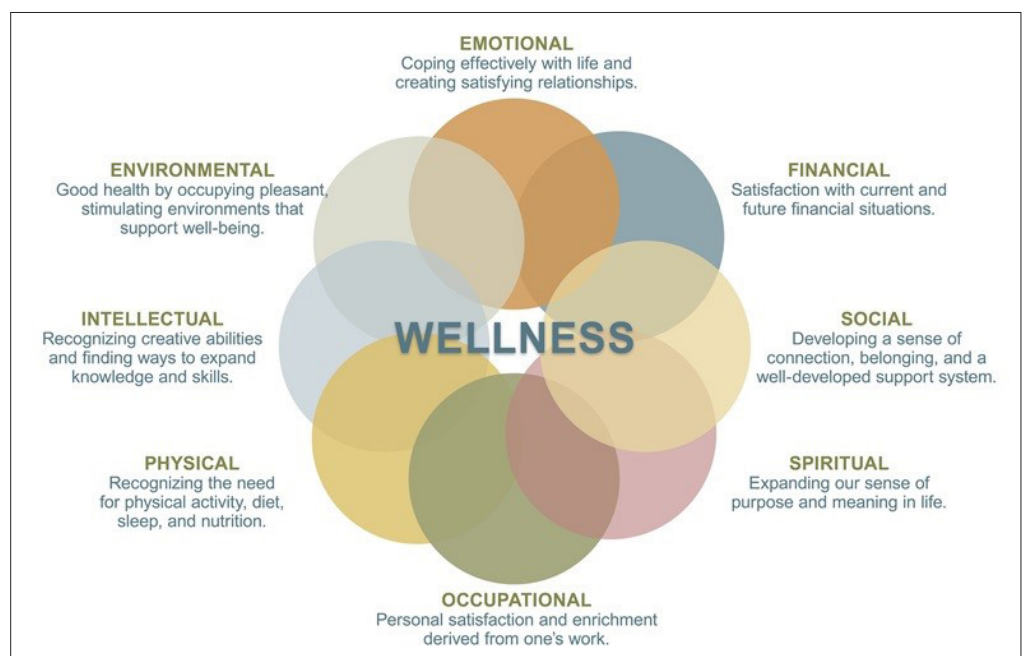 EMOTIONAL
Coping effectively with life and
creating satisfying relationships.
FINANCIAL
Satisfaction with current and
future financial situations.
SOCIAL
Developing a sense of
connection, belonging, and a
well-developed support system.
SPIRITUAL
Expanding our sense of
purpose and meaning in life.
OCCUPATIONAL
Personal satisfaction and enrichment
derived from one's work.
PHYSICAL
Recognizing the need
for physical activity, diet,
sleep, and nutrition.
INTELLECTUAL
Recognizing creative abilities
and finding ways to expand
knowledge and skills.
ENVIRONMENTAL
Good health by occupying pleasant,
stimulating environments that
support well-being.
WELLNESS